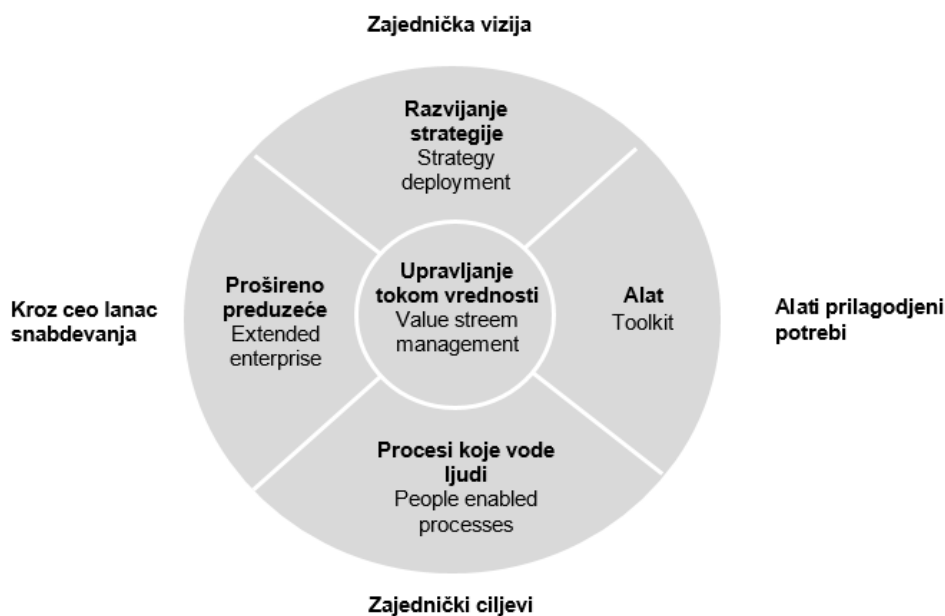 Zajednička vizija
Razvijanje
strategije
Strategy
deployment
Kroz ceo lanac
snabdevanja
Prošireno
preduzeće
Extended
enterprise
Upravljanje
tokom vrednosti
Value streem
management
Alat
Toolkit
Alati prilagodjeni
potrebi
Procesi koje vode
ljudi
People enabled
processes
Zajednički ciljevi